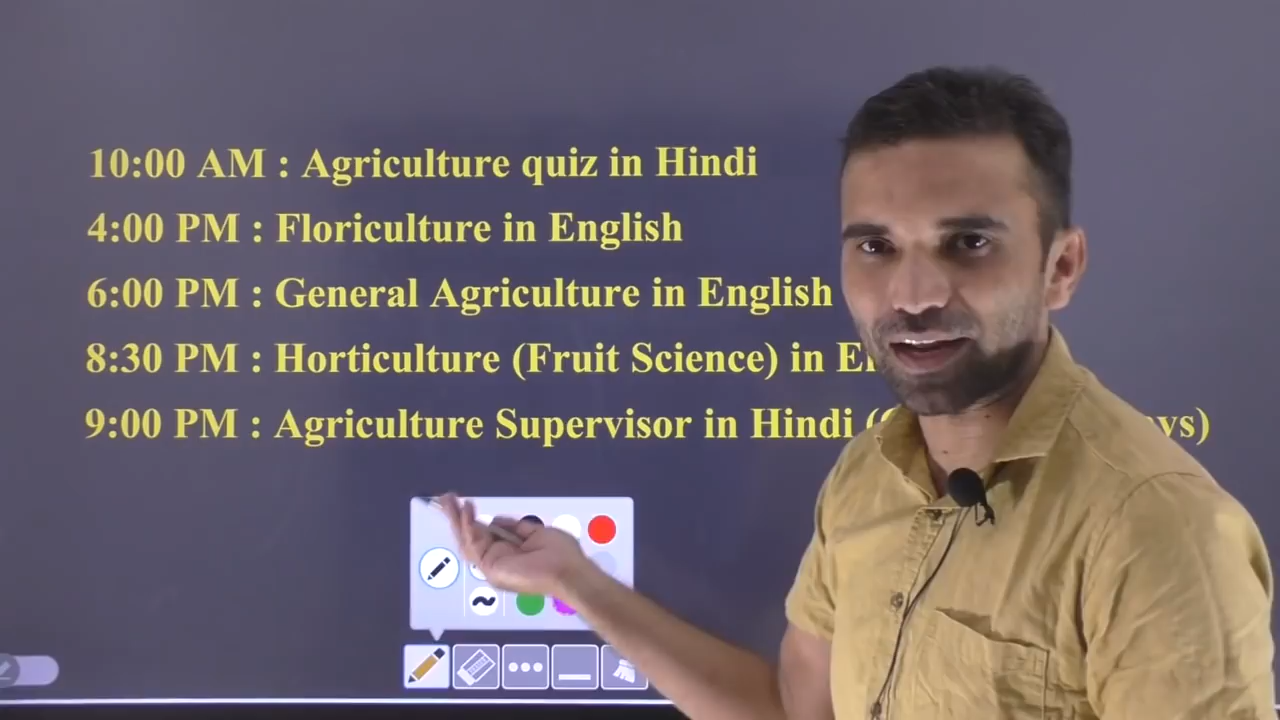 10:00 AM : Agriculture quiz in Hindi
4:00 PM : Floriculture in English
6:00 PM : General Agriculture in English
8:30 PM : Horticulture (Fruit Science) in
9:00 PM : Agriculture Supervisor in Hindi